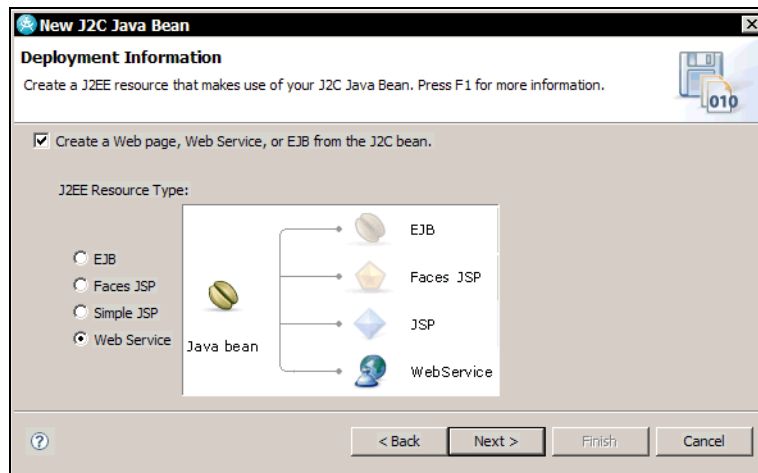 New J2C Java Bean
Deployment Information
Create a J2EE resource that makes use of your J2C Java Bean. Press F1 for more information.
010
Create a Web page, Web Service, or EJB from the J2C bean.
J2EE Resource Type:
EJB
Faces JSP
Simple JSP
Web Service
Java bean
EJB
Faces JSP
JSP
WebService
?
< Back
Next >
Finish
Cancel